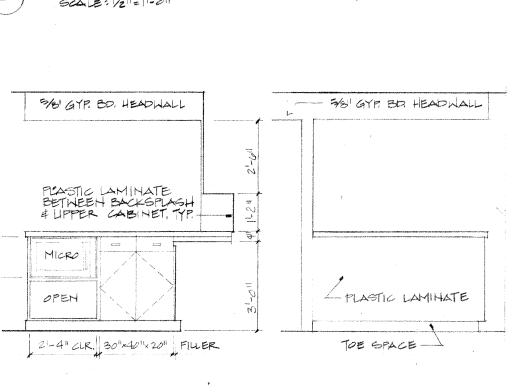 SCALE: 1/2" = 1'-0"
5/8" GYP. BD. HEADWALL
5/8" GYP. BD. HEADWALL
2'-6"
PLASTIC LAMINATE
BETWEEN BACKSPLASH
& UPPER CABINET, TYP.
1'-2"
4"
MICRO
OPEN
3'-0"
PLASTIC LAMINATE
2'-4" CLR.
30"x40"x20"
FILLER
TOE SPACE